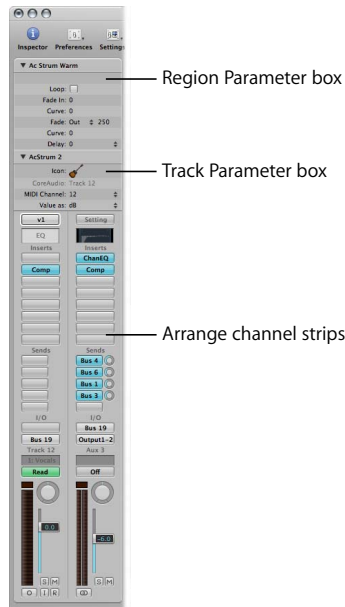 Inspector Preferences Settings
Ac Strum Warm
Region Parameter box
Loop:
Fade In: 0
Curve: 0
Fade: Out 250
Curve: 0
Delay: 0
AcStrum 2
Icon:
Track Parameter box
CoreAudio: Track 12
MIDI Channel: 12
Value as: dB
v1 Setting
EQ
Inserts Inserts
ChanEQ
Comp Comp
Arrange channel strips
Sends Sends
Bus 4
Bus 6
Bus 1
Bus 3
I/O I/O
Bus 19
Bus 19 Output1-2
Track 12 Aux 3
1: Vocals
Read Off
0.0
-6.0
S M S M
I R